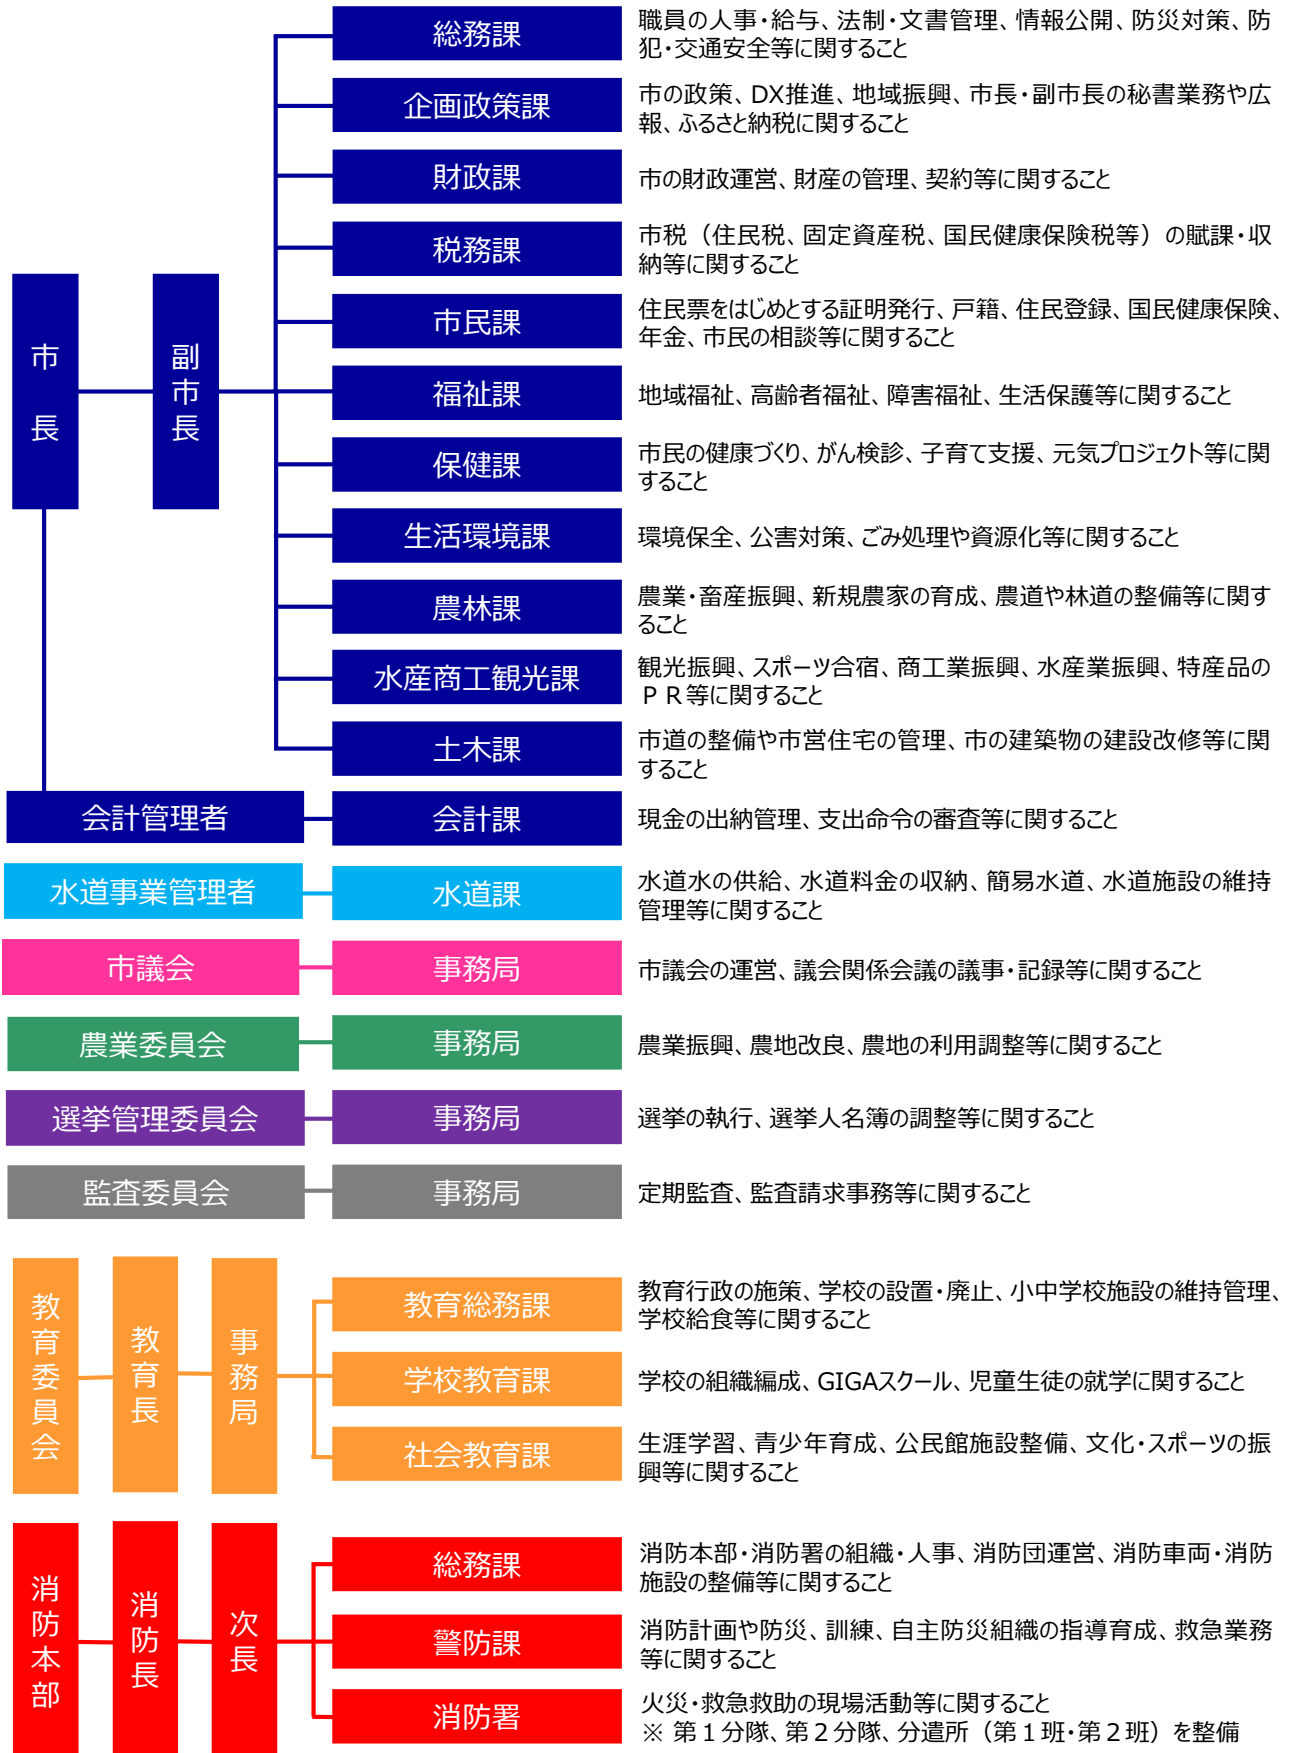 総務課
職員の人事・給与、法制・文書管理、情報公開、防災対策、防
犯・交通安全等に関すること
企画政策課
市の政策、DX推進、地域振興、市長・副市長の秘書業務や広
報、ふるさと納税に関すること
財政課
市の財政運営、財産の管理、契約等に関すること
税務課
市税（住民税、固定資産税、国民健康保険税等）の賦課・収
納等に関すること
市民課
住民票をはじめとする証明発行、戸籍、住民登録、国民健康保険、
年金、市民の相談等に関すること
市長
副市長
福祉課
地域福祉、高齢者福祉、障害福祉、生活保護等に関すること
保健課
市民の健康づくり、がん検診、子育て支援、元気プロジェクト等に関
すること
生活環境課
環境保全、公害対策、ごみ処理や資源化等に関すること
農林課
農業・畜産振興、新規農家の育成、農道や林道の整備等に関す
ること
水産商工観光課
観光振興、スポーツ合宿、商工業振興、水産業振興、特産品の
ＰＲ等に関すること
土木課
市道の整備や市営住宅の管理、市の建築物の建設改修等に関
すること
会計管理者
会計課
現金の出納管理、支出命令の審査等に関すること
水道事業管理者
水道課
水道水の供給、水道料金の収納、簡易水道、水道施設の維持
管理等に関すること
市議会
事務局
市議会の運営、議会関係会議の議事・記録等に関すること
農業委員会
事務局
農業振興、農地改良、農地の利用調整等に関すること
選挙管理委員会
事務局
選挙の執行、選挙人名簿の調整等に関すること
監査委員会
事務局
定期監査、監査請求事務等に関すること
教育委員会
教育長
事務局
教育総務課
教育行政の施策、学校の設置・廃止、小中学校施設の維持管理、
学校給食等に関すること
学校教育課
学校の組織編成、GIGAスクール、児童生徒の就学に関すること
社会教育課
生涯学習、青少年育成、公民館施設整備、文化・スポーツの振
興等に関すること
消防本部
消防長
次長
総務課
消防本部・消防署の組織・人事、消防団運営、消防車両・消防
施設の整備等に関すること
警防課
消防計画や防災、訓練、自主防災組織の指導育成、救急業務
等に関すること
消防署
火災・救急救助の現場活動等に関すること
※ 第１分隊、第２分隊、分遣所（第１班・第２班）を整備